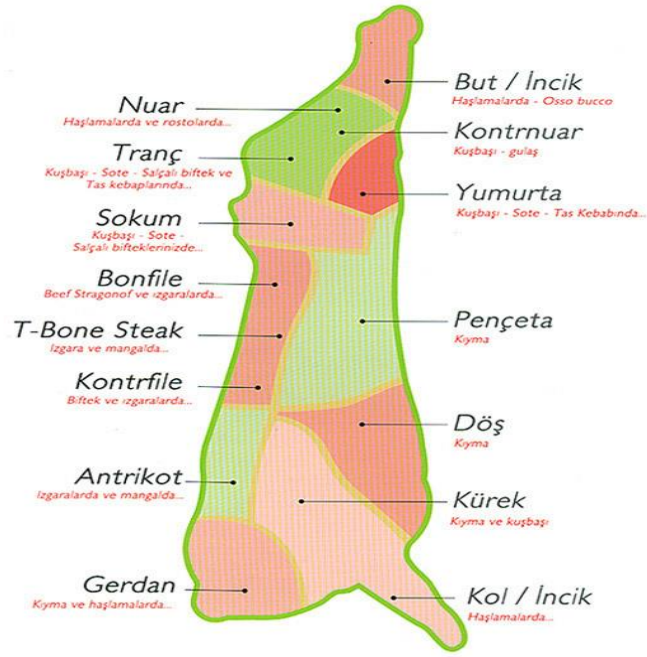 Nuar
Haşlamalarda ve rostolarda...
Tranç
Kuşbaşı - Sote - Salçalı biftek ve
Tas kebaplarında...
Sokum
Kuşbaşı - Sote -
Salçalı bifteklerinizde...
Bonfile
Beef Stragonof ve ızgaralarda...
T-Bone Steak
Izgara ve mangalda...
Kontrfile
Biftek ve ızgaralarda...
Antrikot
Izgaralarda ve mangalda...
Gerdan
Kıyma ve haşlamalarda...
But / İncik
Haşlamalarda - Osso bucco
Kontrnuar
Kuşbaşı - gulaş
Yumurta
Kuşbaşı - Sote - Tas Kebabında...
Pençeta
Kıyma
Döş
Kıyma
Kürek
Kıyma ve kuşbaşı
Kol / İncik
Haşlamalarda...